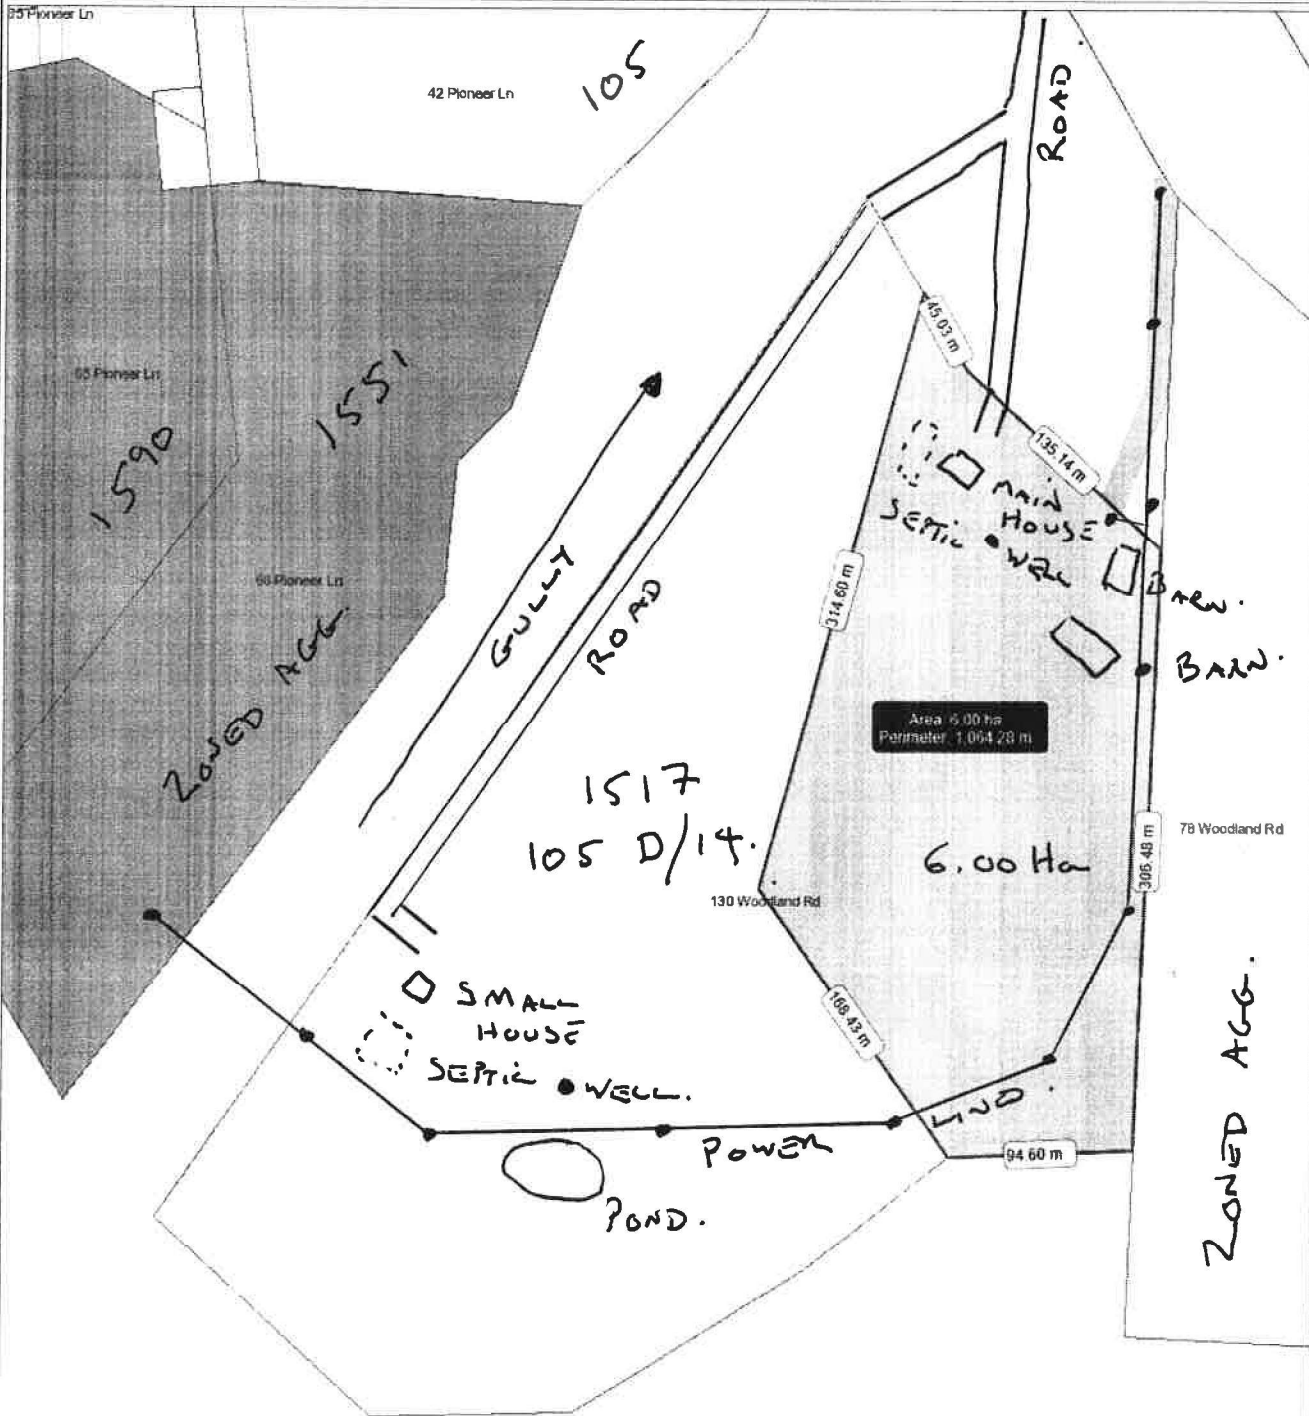 35 Pioneer Ln
42 Pioneer Ln
105
ROAD
65 Pioneer Ln
1551
1590
66 Pioneer Ln
ZONED AGG.
GULLY
ROAD
45.03 m
135.14 m
MAIN
HOUSE
SEPTIC
WELL
BARN.
BARN.
314.60 m
Area: 6.00 ha
Perimeter: 1,064.28 m
1517
105 D/14.
6.00 Ha
306.48 m
78 Woodland Rd
130 Woodland Rd
168.43 m
SMALL
HOUSE
SEPTIC
WELL.
POWER
LINE.
94.60 m
POND.
ZONED AGG.